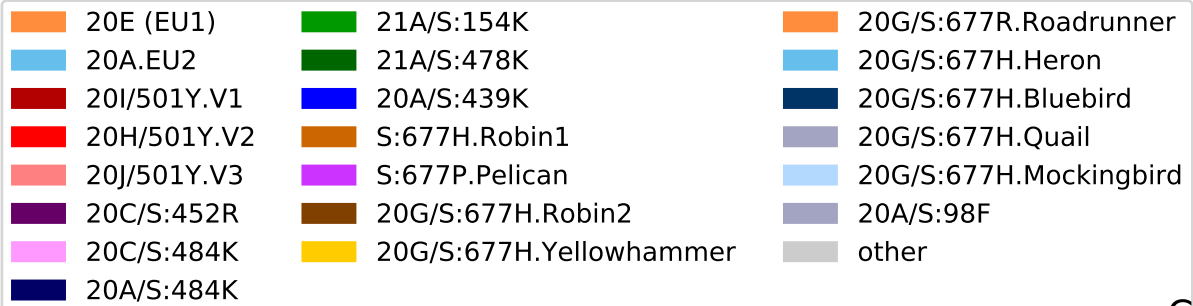 20E (EU1)
20A.EU2
20I/501Y.V1
20H/501Y.V2
20J/501Y.V3
20C/S:452R
20C/S:484K
20A/S:484K
21A/S:154K
21A/S:478K
20A/S:439K
S:677H.Robin1
S:677P.Pelican
20G/S:677H.Robin2
20G/S:677H.Yellowhammer
20G/S:677R.Roadrunner
20G/S:677H.Heron
20G/S:677H.Bluebird
20G/S:677H.Quail
20G/S:677H.Mockingbird
20A/S:98F
other